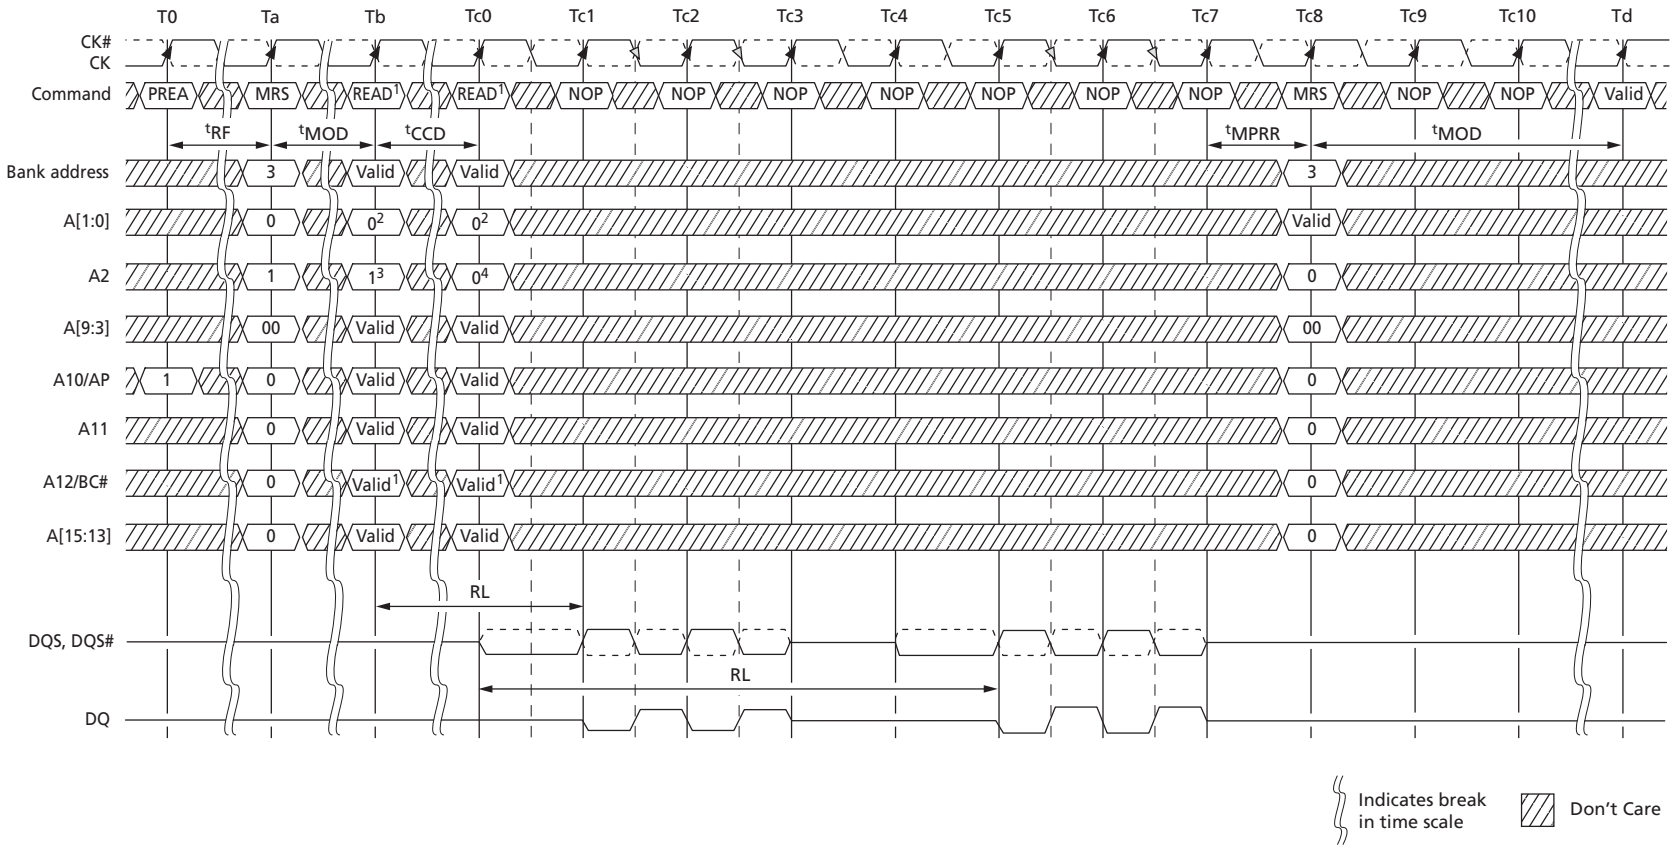 T0 Ta Tb Tc0 Tc1 Tc2 Tc3 Tc4 Tc5 Tc6 Tc7 Tc8 Tc9 Tc10 Td
CK#
CK
Command PREA MRS READ¹ READ¹ NOP NOP NOP NOP NOP NOP NOP MRS NOP NOP Valid
tRF tMOD tCCD tMPRR tMOD
Bank address 3 Valid Valid 3
A[1:0] 0 0² 0² Valid
A2 1 1³ 0⁴ 0
A[9:3] 00 Valid Valid 00
A10/AP 1 0 Valid Valid 0
A11 0 Valid Valid 0
A12/BC# 0 Valid¹ Valid¹ 0
A[15:13] 0 Valid Valid 0
RL
DQS, DQS#
RL
DQ
Indicates break
in time scale
Don't Care